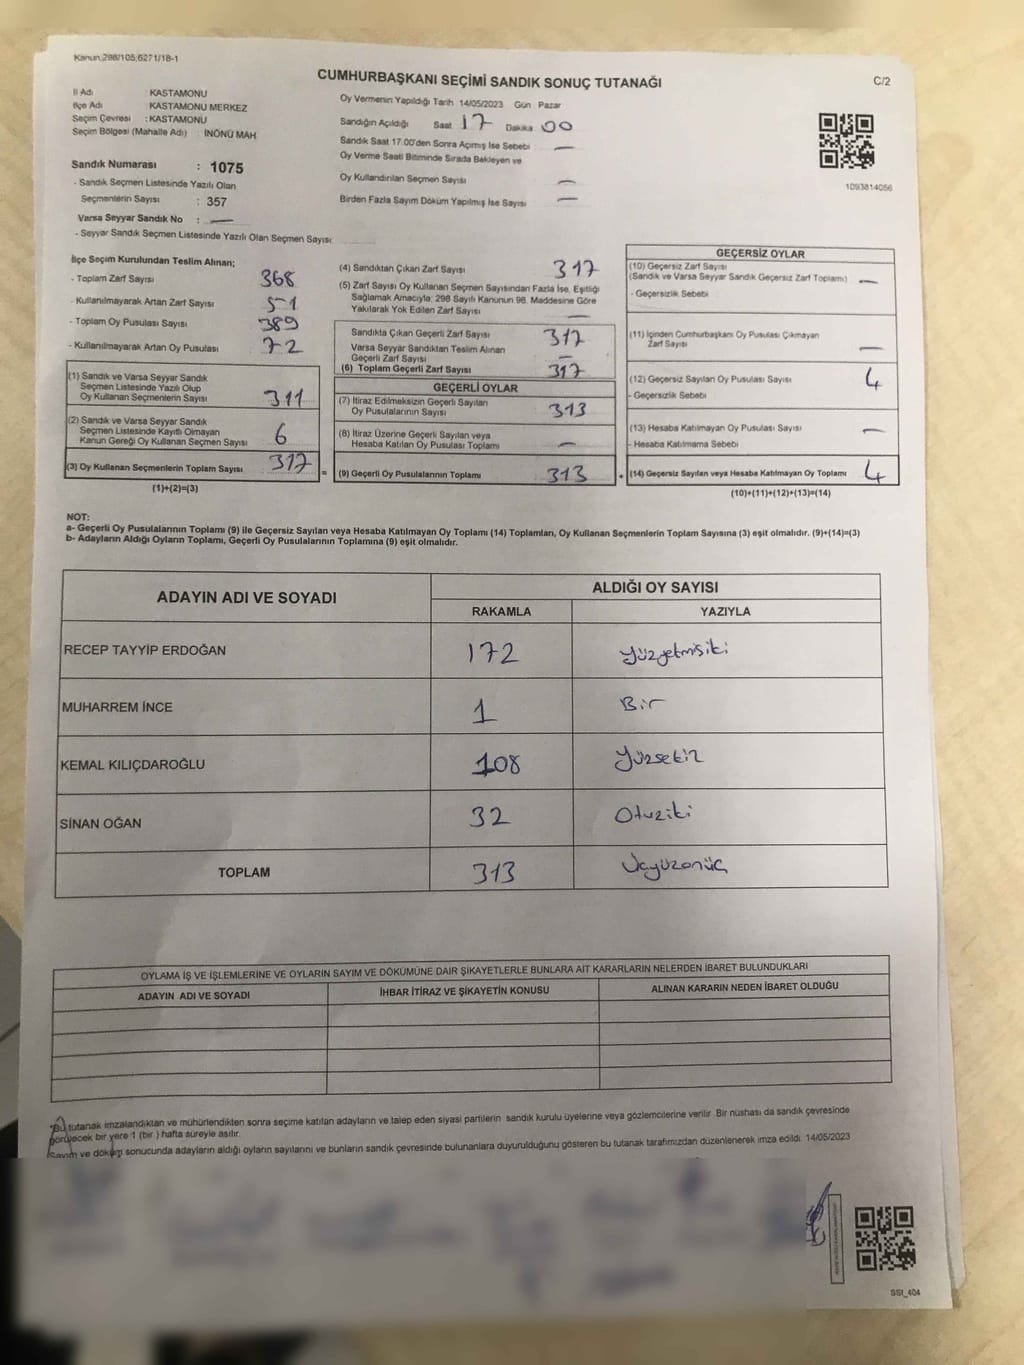 Kanun;298/105;6271/18-1
CUMHURBAŞKANI SEÇİMİ SANDIK SONUÇ TUTANAĞI
C/2
İl Adı : KASTAMONU
İlçe Adı KASTAMONU MERKEZ
Seçim Çevresi : KASTAMONU
Seçim Bölgesi (Mahalle Adı) : İNÖNÜ MAH
Sandık Numarası : 1075
- Sandık Seçmen Listesinde Yazılı Olan
Seçmenlerin Sayısı : 357
Varsa Seyyar Sandık No : —
- Seyyar Sandık Seçmen Listesinde Yazılı Olan Seçmen Sayısı:
Oy Vermenin Yapıldığı Tarih 14/05/2023 Gün Pazar
Sandığın Açıldığı Saat 17 Dakika 00
Sandık Saat 17:00'den Sonra Açılmış İse Sebebi —
Oy Verme Saati Bitiminde Sırada Bekleyen ve
Oy Kullandırılan Seçmen Sayısı —
Birden Fazla Sayım Döküm Yapılmış İse Sayısı —
1093814056
İlçe Seçim Kurulundan Teslim Alınan;
- Toplam Zarf Sayısı 368
- Kullanılmayarak Artan Zarf Sayısı 51
- Toplam Oy Pusulası Sayısı 389
- Kullanılmayarak Artan Oy Pusulası 72
(1) Sandık ve Varsa Seyyar Sandık
Seçmen Listesinde Yazılı Olup
Oy Kullanan Seçmenlerin Sayısı 311
(2) Sandık ve Varsa Seyyar Sandık
Seçmen Listesinde Kayıtlı Olmayan
Kanun Gereği Oy Kullanan Seçmen Sayısı 6
(3) Oy Kullanan Seçmenlerin Toplam Sayısı 317 =
(1)+(2)=(3)
(4) Sandıktan Çıkan Zarf Sayısı 317
(5) Zarf Sayısı Oy Kullanan Seçmen Sayısından Fazla İse, Eşitliği
Sağlamak Amacıyla; 298 Sayılı Kanunun 98. Maddesine Göre
Yakılarak Yok Edilen Zarf Sayısı —
Sandıkta Çıkan Geçerli Zarf Sayısı 317
Varsa Seyyar Sandıktan Teslim Alınan
Geçerli Zarf Sayısı —
(6) Toplam Geçerli Zarf Sayısı 317
GEÇERLİ OYLAR
(7) İtiraz Edilmeksizin Geçerli Sayılan
Oy Pusulalarının Sayısı 313
(8) İtiraz Üzerine Geçerli Sayılan veya
Hesaba Katılan Oy Pusulası Toplamı —
(9) Geçerli Oy Pusulalarının Toplamı 313 +
GEÇERSİZ OYLAR
(10) Geçersiz Zarf Sayısı
(Sandık ve Varsa Seyyar Sandık Geçersiz Zarf Toplamı) —
- Geçersizlik Sebebi
(11) İçinden Cumhurbaşkanı Oy Pusulası Çıkmayan
Zarf Sayısı —
(12) Geçersiz Sayılan Oy Pusulası Sayısı 4
- Geçersizlik Sebebi
(13) Hesaba Katılmayan Oy Pusulası Sayısı —
- Hesaba Katılmama Sebebi
(14) Geçersiz Sayılan veya Hesaba Katılmayan Oy Toplamı 4
(10)+(11)+(12)+(13)=(14)
NOT:
a- Geçerli Oy Pusulalarının Toplamı (9) ile Geçersiz Sayılan veya Hesaba Katılmayan Oy Toplamı (14) Toplamları, Oy Kullanan Seçmenlerin Toplam Sayısına (3) eşit olmalıdır. (9)+(14)=(3)
b- Adayların Aldığı Oyların Toplamı, Geçerli Oy Pusulalarının Toplamına (9) eşit olmalıdır.
ADAYIN ADI VE SOYADI ALDIĞI OY SAYISI
RAKAMLA YAZIYLA
RECEP TAYYİP ERDOĞAN 172 Yüzyetmişiki
MUHARREM İNCE 1 Bir
KEMAL KILIÇDAROĞLU 108 Yüzsekiz
SİNAN OĞAN 32 Otuziki
TOPLAM 313 Üçyüzonüç
OYLAMA İŞ VE İŞLEMLERİNE VE OYLARIN SAYIM VE DÖKÜMÜNE DAİR ŞİKAYETLERLE BUNLARA AİT KARARLARIN NELERDEN İBARET BULUNDUKLARI
ADAYIN ADI VE SOYADI İHBAR İTİRAZ VE ŞİKAYETİN KONUSU ALINAN KARARIN NEDEN İBARET OLDUĞU
Bu tutanak imzalandıktan ve mühürlendikten sonra seçime katılan adayların ve talep eden siyasi partilerin sandık kurulu üyelerine veya gözlemcilerine verilir. Bir nüshası da sandık çevresinde
görülecek bir yere 1 (bir ) hafta süreyle asılır.
Sayım ve döküm sonucunda adayların aldığı oyların sayılarını ve bunların sandık çevresinde bulunanlara duyurulduğunu gösteren bu tutanak tarafımızdan düzenlenerek imza edildi. 14/05/2023
SSI_404